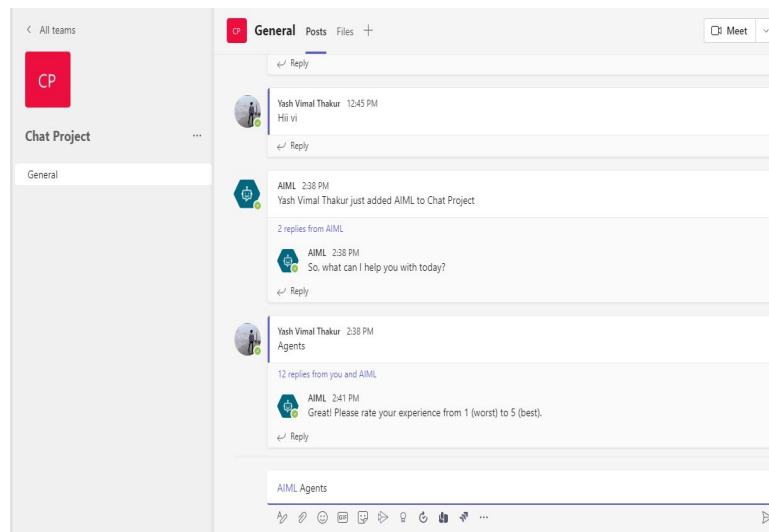 All teams
CP
Chat Project
...
General
CP General Posts Files +
Meet
Reply
Yash Vimal Thakur 12:45 PM
Hii vi
Reply
AIML 2:38 PM
Yash Vimal Thakur just added AIML to Chat Project
2 replies from AIML
AIML 2:38 PM
So, what can I help you with today?
Reply
Yash Vimal Thakur 2:38 PM
Agents
12 replies from you and AIML
AIML 2:41 PM
Great! Please rate your experience from 1 (worst) to 5 (best).
Reply
AIML Agents
GIF
...